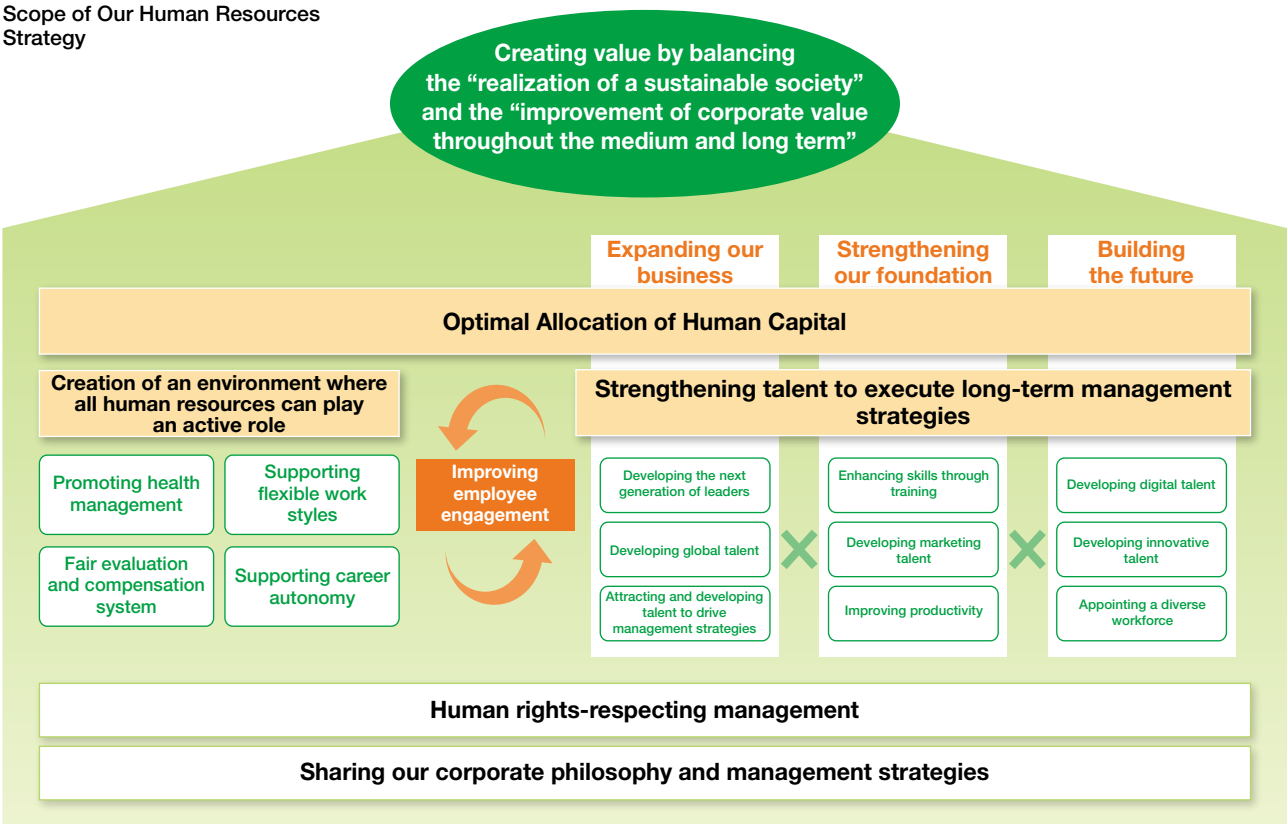 Scope of Our Human Resources
Strategy
Creating value by balancing
the “realization of a sustainable society”
and the “improvement of corporate value
throughout the medium and long term”
Expanding our
business
Strengthening
our foundation
Building
the future
Optimal Allocation of Human Capital
Creation of an environment where
all human resources can play
an active role
Strengthening talent to execute long-term management
strategies
Promoting health
management
Supporting
flexible work
styles
Fair evaluation
and compensation
system
Supporting career
autonomy
Improving
employee
engagement
Developing the next
generation of leaders
Developing global talent
Attracting and developing
talent to drive
management strategies
Enhancing skills through
training
Developing marketing
talent
Improving productivity
Developing digital talent
Developing innovative
talent
Appointing a diverse
workforce
Human rights-respecting management
Sharing our corporate philosophy and management strategies